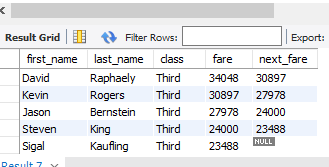 Result Grid Filter Rows: Export:
first_name last_name class fare next_fare
David Raphaely Third 34048 30897
Kevin Rogers Third 30897 27978
Jason Bernstein Third 27978 24000
Steven King Third 24000 23488
Sigal Kaufling Third 23488 NULL
Result 7